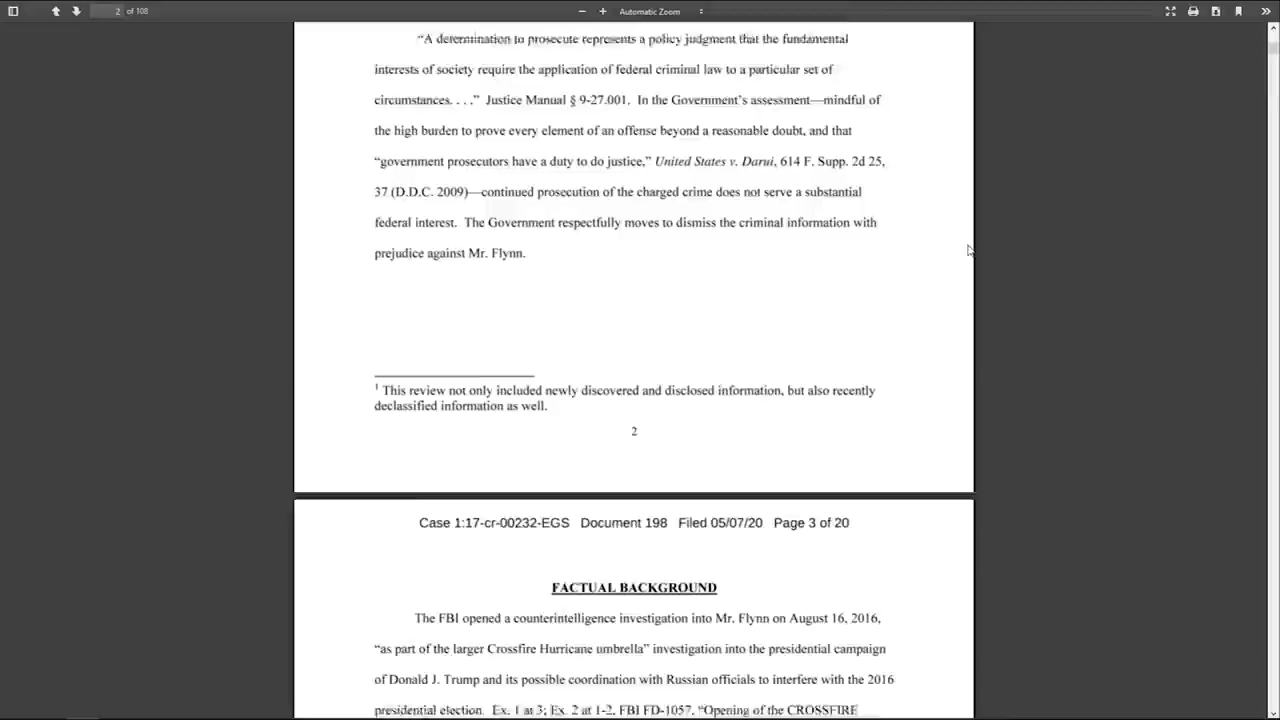 2 of 108
Automatic Zoom
“A determination to prosecute represents a policy judgment that the fundamental
interests of society require the application of federal criminal law to a particular set of
circumstances. . . .”  Justice Manual § 9-27.001.  In the Government’s assessment—mindful of
the high burden to prove every element of an offense beyond a reasonable doubt, and that
“government prosecutors have a duty to do justice,” United States v. Darui, 614 F. Supp. 2d 25,
37 (D.D.C. 2009)—continued prosecution of the charged crime does not serve a substantial
federal interest.  The Government respectfully moves to dismiss the criminal information with
prejudice against Mr. Flynn.
1 This review not only included newly discovered and disclosed information, but also recently
declassified information as well.
2
Case 1:17-cr-00232-EGS   Document 198   Filed 05/07/20   Page 3 of 20
FACTUAL BACKGROUND
The FBI opened a counterintelligence investigation into Mr. Flynn on August 16, 2016,
“as part of the larger Crossfire Hurricane umbrella” investigation into the presidential campaign
of Donald J. Trump and its possible coordination with Russian officials to interfere with the 2016
presidential election.  Ex. 1 at 3; Ex. 2 at 1-2, FBI FD-1057, “Opening of the CROSSFIRE